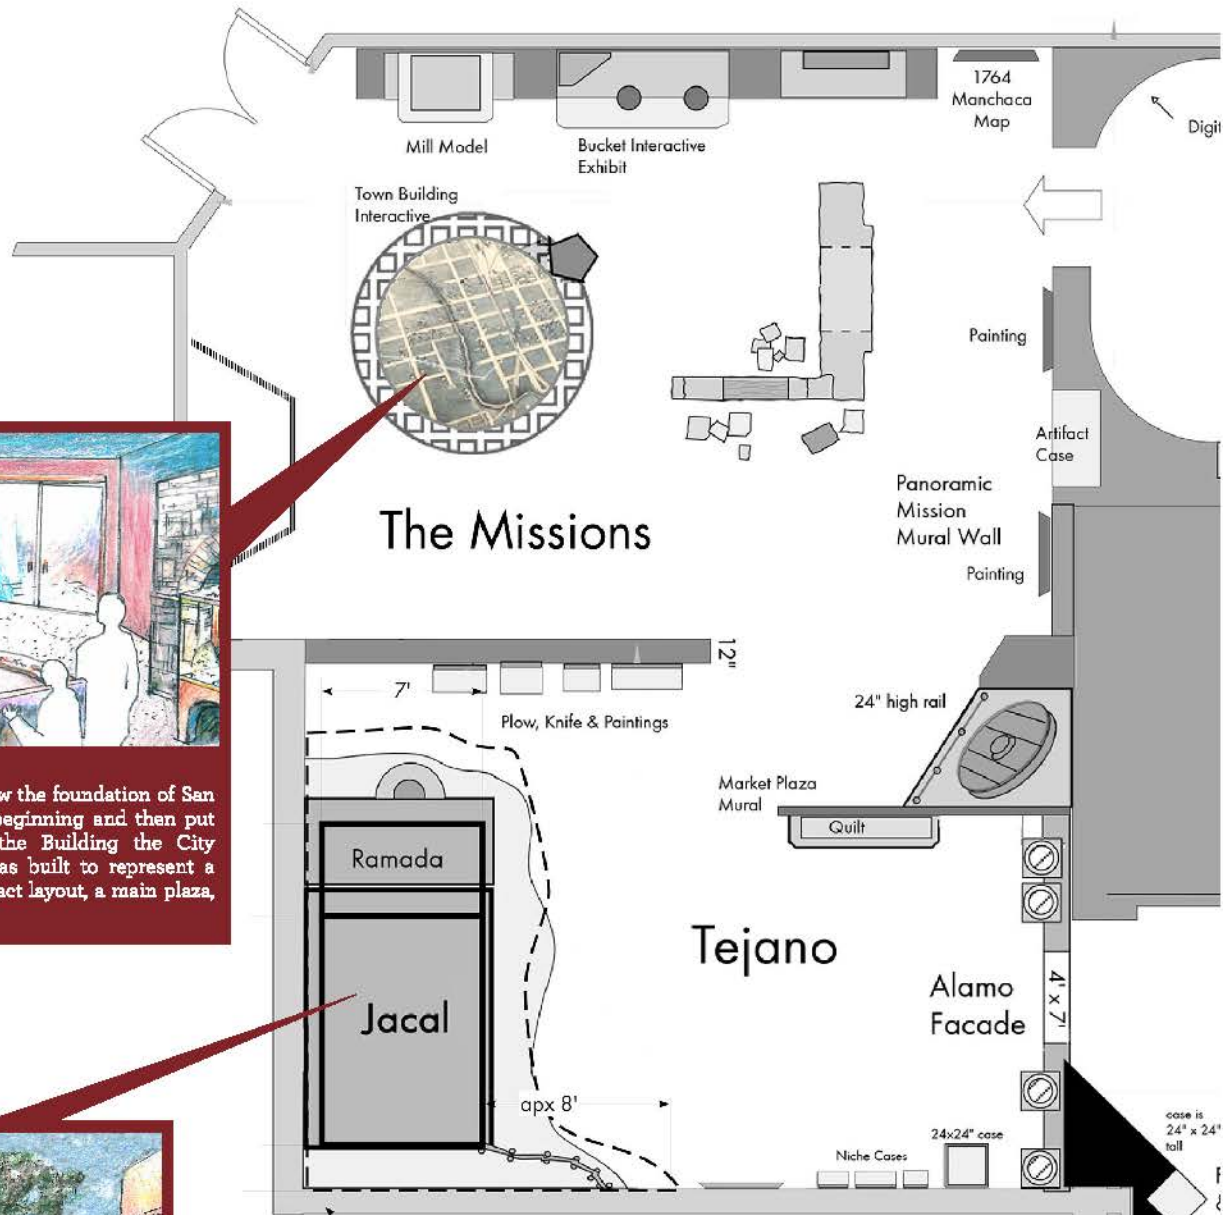 1764
Manchaca
Map
Mill Model
Bucket Interactive
Exhibit
Town Building
Interactive
Painting
Artifact
Case
Panoramic
Mission
Mural Wall
Painting
The Missions
12"
7'
Plow, Knife & Paintings
24" high rail
Market Plaza
Mural
Quilt
w the foundation of San
beginning and then put
the Building the City
as built to represent a
act layout, a main plaza,
Ramada
Jacal
Tejano
Alamo
Facade
4' x 7'
apx 8'
Niche Cases
24x24" case
case is
24" x 24"
tall